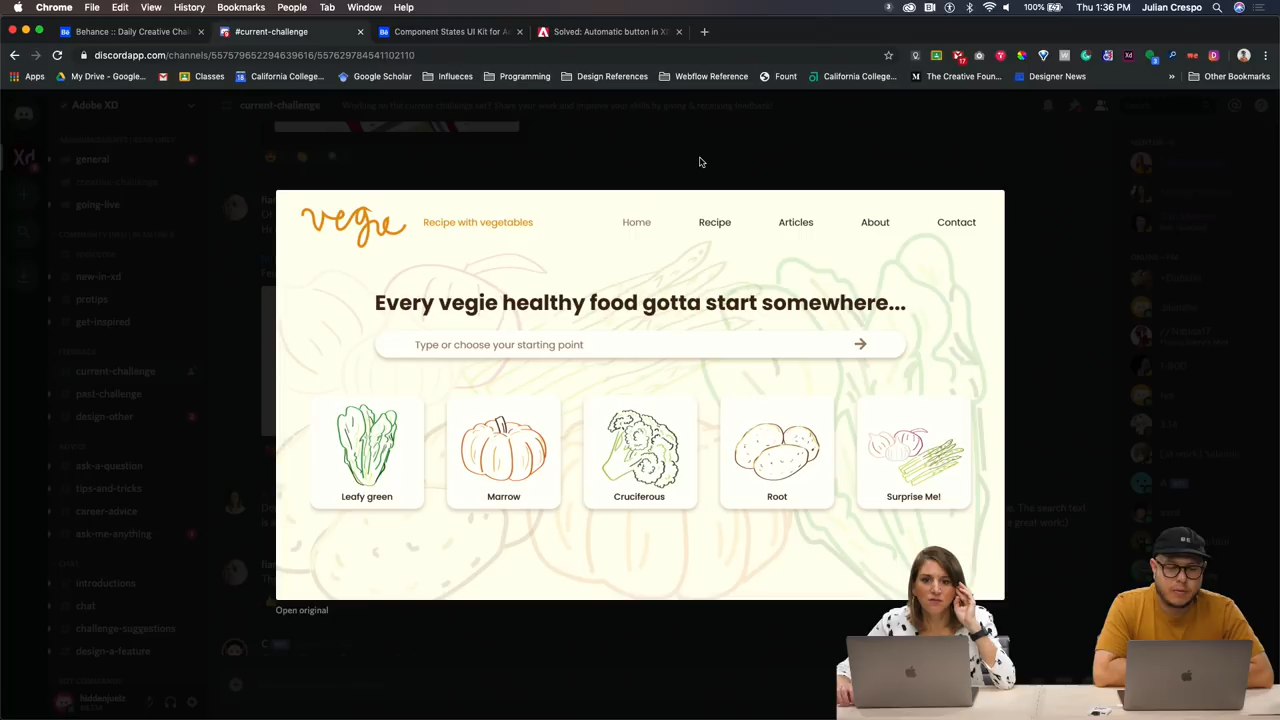 Chrome File Edit View History Bookmarks People Tab Window Help
3 100% Thu 1:36 PM Julian Crespo
Behance :: Daily Creative Chal
#current-challenge
Component States UI Kit for A
Solved: Automatic button in X
discordapp.com/channels/557579652294639616/557629784541102110
Apps My Drive - Google... Classes California College... Google Scholar Influeces Programming Design References Webflow Reference Fount California College... The Creative Foun... Designer News » Other Bookmarks
Adobe XD
current-challenge
general
creative-challenge
going-live
new-in-xd
protips
get-inspired
current-challenge
past-challenge
design-other
ask-a-question
tips-and-tricks
career-advice
ask-me-anything
introductions
chat
challenge-suggestions
design-a-feature
hiddenjuelz
vegie
Recipe with vegetables
Home Recipe Articles About Contact
Every vegie healthy food gotta start somewhere...
Type or choose your starting point
Leafy green Marrow Cruciferous Root Surprise Me!
Open original